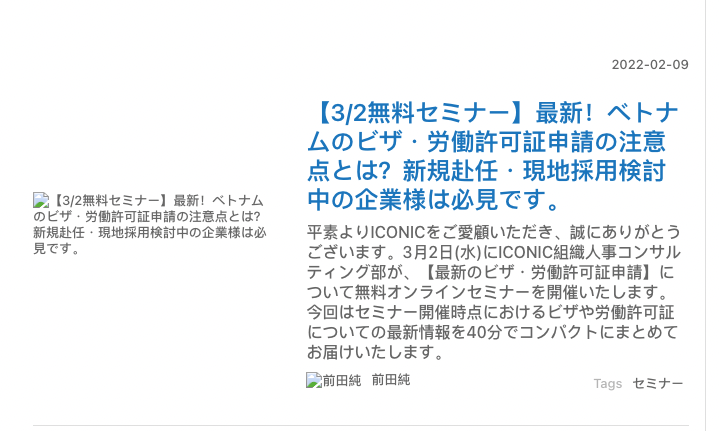 2022-02-09
【3/2無料セミナー】最新！ベトナ
ムのビザ・労働許可証申請の注意
点とは？新規赴任・現地採用検討
中の企業様は必見です。
【3/2無料セミナー】最新！ベトナム
のビザ・労働許可証申請の注意点とは？
新規赴任・現地採用検討中の企業様は必
見です。
平素よりICONICをご愛顧いただき、誠にありがとう
ございます。3月2日(水)にICONIC組織人事コンサル
ティング部が、【最新のビザ・労働許可証申請】に
ついて無料オンラインセミナーを開催いたします。
今回はセミナー開催時点におけるビザや労働許可証
についての最新情報を40分でコンパクトにまとめて
お届けいたします。
前田純 前田純
Tags セミナー